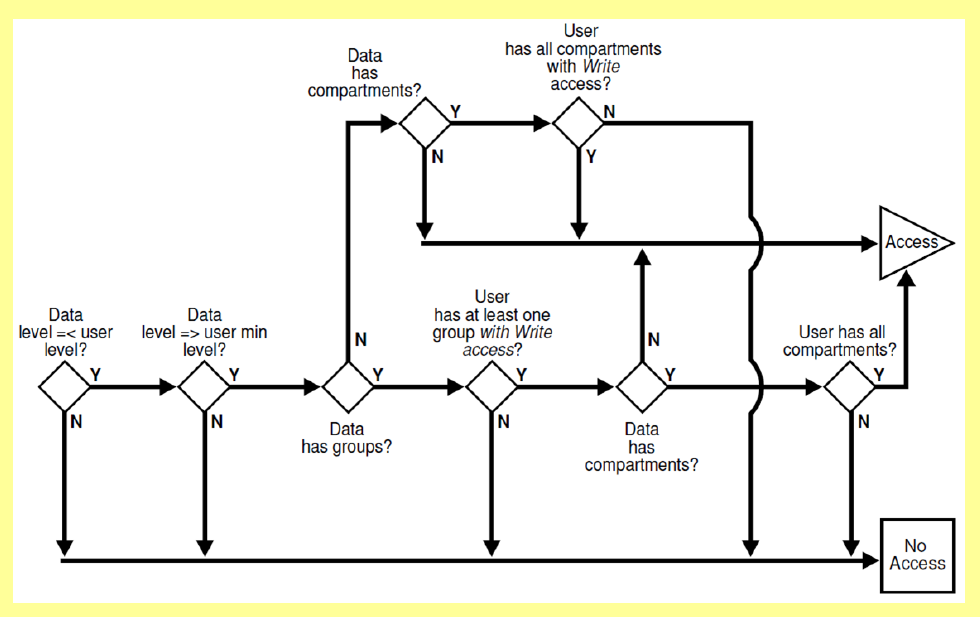 User
has all compartments
with Write
access?
Data
has
compartments?
Y
N
N
Y
Access
Data
level =< user
level?
Y
N
Data
level => user min
level?
Y
N
N
Y
Data
has groups?
User
has at least one
group with Write
access?
Y
N
N
Y
Data
has
compartments?
User has all
compartments?
Y
N
No
Access